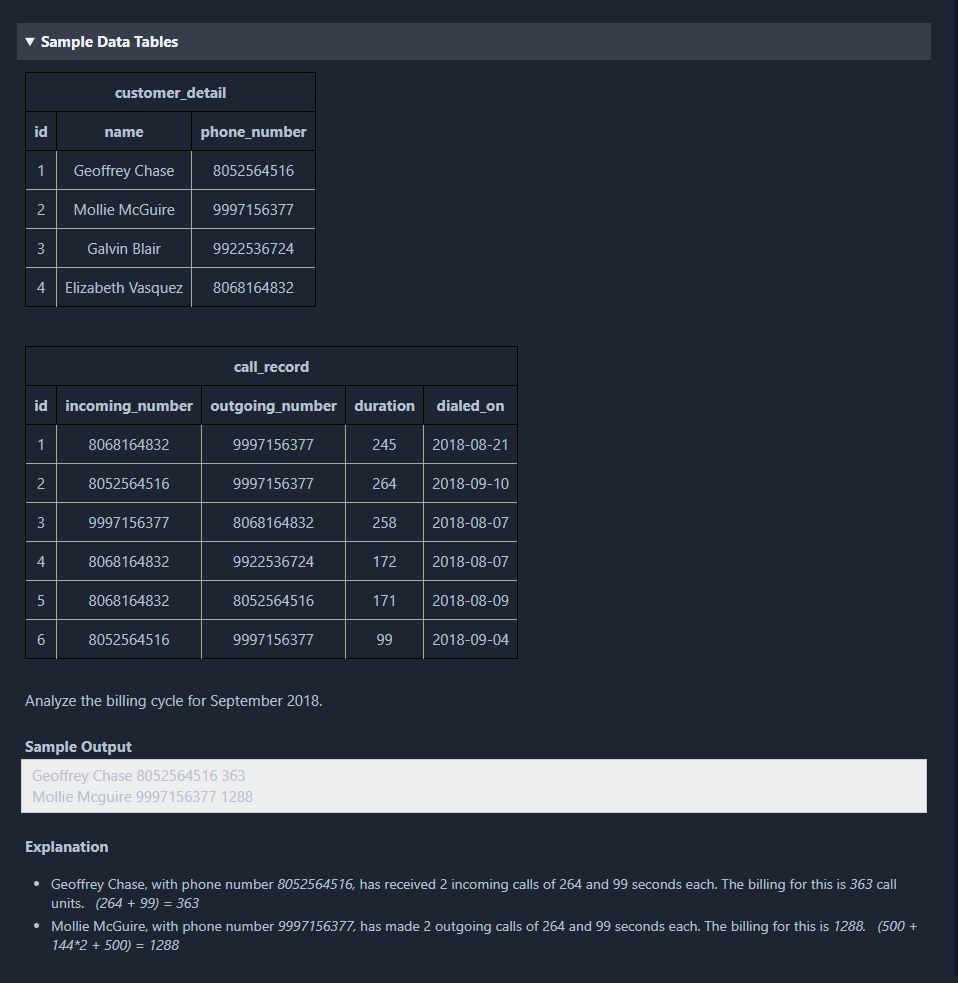 ▼ Sample Data Tables
customer_detail
id name phone_number
1 Geoffrey Chase 8052564516
2 Mollie McGuire 9997156377
3 Galvin Blair 9922536724
4 Elizabeth Vasquez 8068164832
call_record
id incoming_number outgoing_number duration dialed_on
1 8068164832 9997156377 245 2018-08-21
2 8052564516 9997156377 264 2018-09-10
3 9997156377 8068164832 258 2018-08-07
4 8068164832 9922536724 172 2018-08-07
5 8068164832 8052564516 171 2018-08-09
6 8052564516 9997156377 99 2018-09-04
Analyze the billing cycle for September 2018.
Sample Output
Geoffrey Chase 8052564516 363
Mollie Mcguire 9997156377 1288
Explanation
• Geoffrey Chase, with phone number 8052564516, has received 2 incoming calls of 264 and 99 seconds each. The billing for this is 363 call
units. (264 + 99) = 363
• Mollie McGuire, with phone number 9997156377, has made 2 outgoing calls of 264 and 99 seconds each. The billing for this is 1288. (500 +
144*2 + 500) = 1288